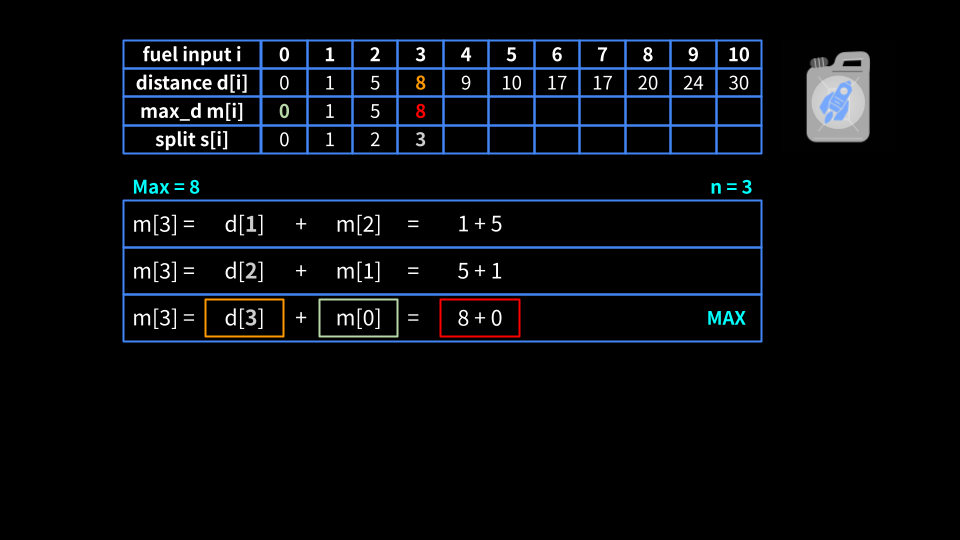 fuel input i 0 1 2 3 4 5 6 7 8 9 10
distance d[i] 0 1 5 8 9 10 17 17 20 24 30
max_d m[i] 0 1 5 8
split s[i] 0 1 2 3
Max = 8 n = 3
m[3] = d[1] + m[2] = 1 + 5
m[3] = d[2] + m[1] = 5 + 1
m[3] = d[3] + m[0] = 8 + 0 MAX